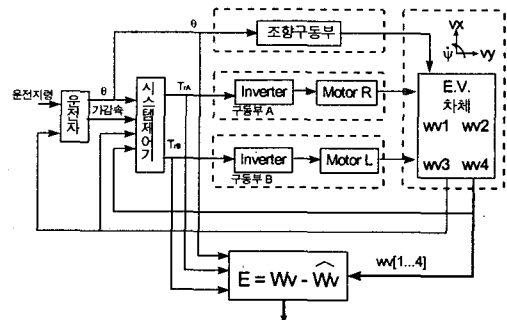 vx
ψ̇
vy
θ
조향구동부
운전지령
운전자
θ
가감속
시스템제어기
TrA
Inverter
Motor R
구동부 A
TrB
Inverter
Motor L
구동부 B
E.V.
차체
wv1 wv2
wv3 wv4
wv[1...4]
E = Wv - Ŵv